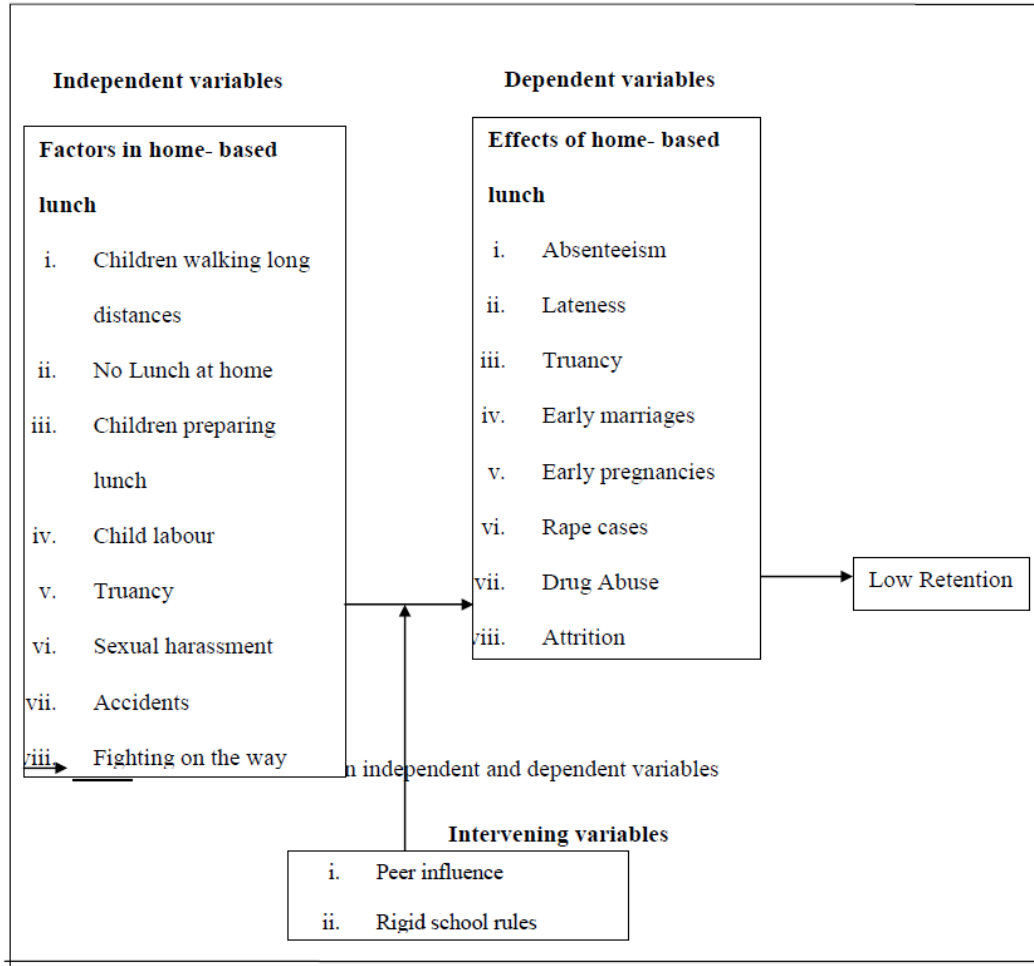 Independent variables
Factors in home- based
lunch
i. Children walking long
distances
ii. No Lunch at home
iii. Children preparing
lunch
iv. Child labour
v. Truancy
vi. Sexual harassment
vii. Accidents
viii. Fighting on the way
Dependent variables
Effects of home- based
lunch
i. Absenteeism
ii. Lateness
iii. Truancy
iv. Early marriages
v. Early pregnancies
vi. Rape cases
vii. Drug Abuse
viii. Attrition
Low Retention
independent and dependent variables
Intervening variables
i. Peer influence
ii. Rigid school rules